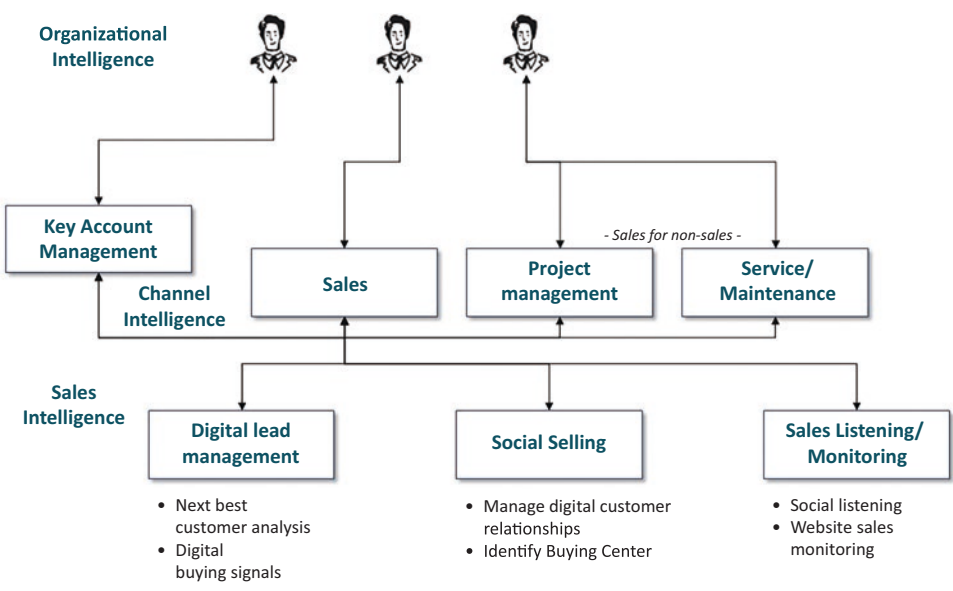 Organizational
Intelligence
- Sales for non-sales -
Key Account
Management
Sales
Project
management
Service/
Maintenance
Channel
Intelligence
Sales
Intelligence
Digital lead
management
Social Selling
Sales Listening/
Monitoring
• Next best
customer analysis
• Digital
buying signals
• Manage digital customer
relationships
• Identify Buying Center
• Social listening
• Website sales
monitoring